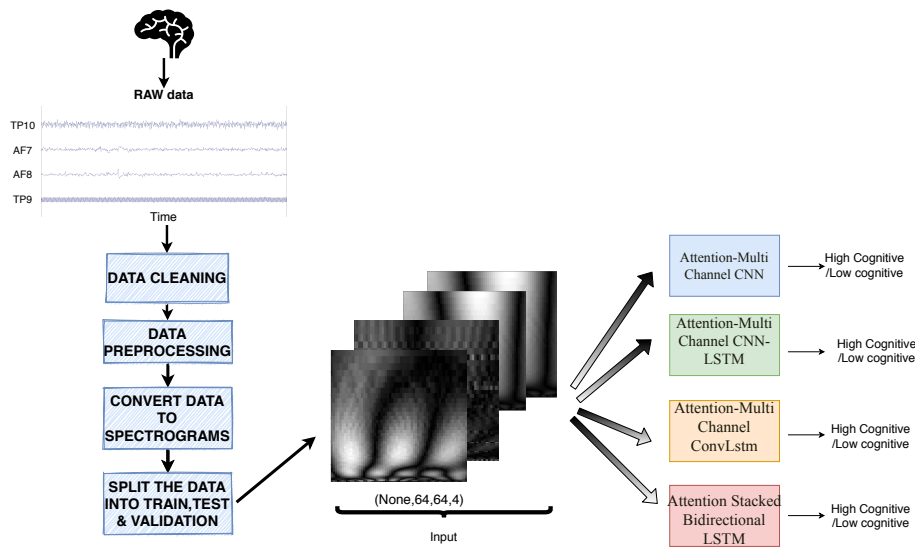 RAW data
TP10
AF7
AF8
TP9
Time
DATA CLEANING
DATA
PREPROCESSING
CONVERT DATA
TO
SPECTROGRAMS
SPLIT THE DATA
INTO TRAIN,TEST
& VALIDATION
(None,64,64,4)
Input
Attention-Multi
Channel CNN
High Cognitive
/Low cognitive
Attention-Multi
Channel CNN-
LSTM
High Cognitive
/Low cognitive
Attention-Multi
Channel
ConvLstm
High Cognitive
/Low cognitive
Attention Stacked
Bidirectional
LSTM
High Cognitive
/Low cognitive